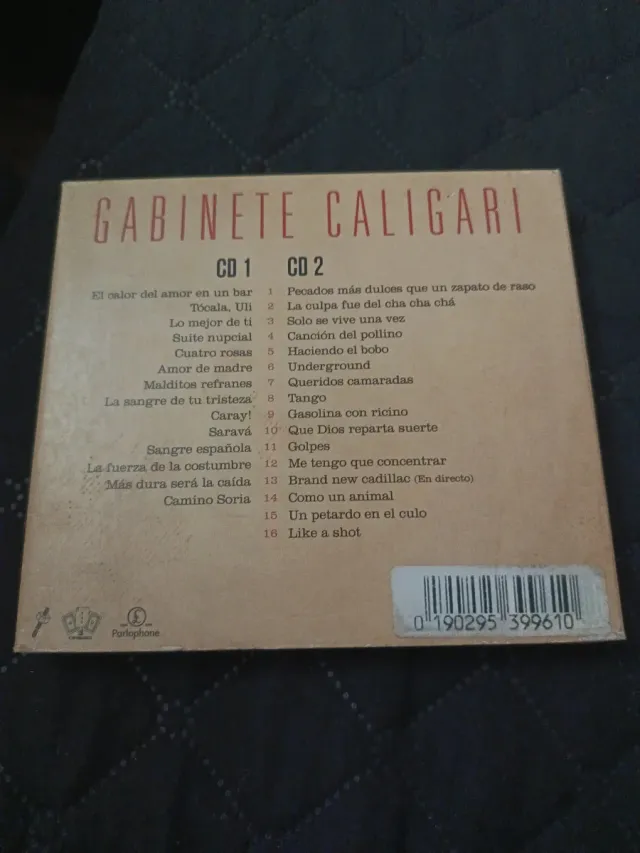 GABINETE CALIGARI
CD 1 CD 2
El calor del amor en un bar 1 Pecados más dulces que un zapato de raso
Tócala, Uli 2 La culpa fue del cha cha chá
Lo mejor de ti 3 Solo se vive una vez
Suite nupcial 4 Canción del pollino
Cuatro rosas 5 Haciendo el bobo
Amor de madre 6 Underground
Malditos refranes 7 Queridos camaradas
La sangre de tu tristeza 8 Tango
Caray! 9 Gasolina con ricino
Saravá 10 Que Dios reparta suerte
Sangre española 11 Golpes
La fuerza de la costumbre 12 Me tengo que concentrar
Más dura será la caída 13 Brand new cadillac (En directo)
Camino Soria 14 Como un animal
15 Un petardo en el culo
16 Like a shot
Parlophone
0 190295 399610